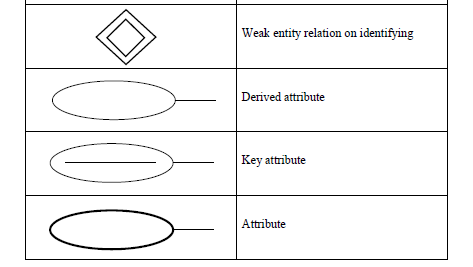 Weak entity relation on identifying
Derived attribute
Key attribute
Attribute